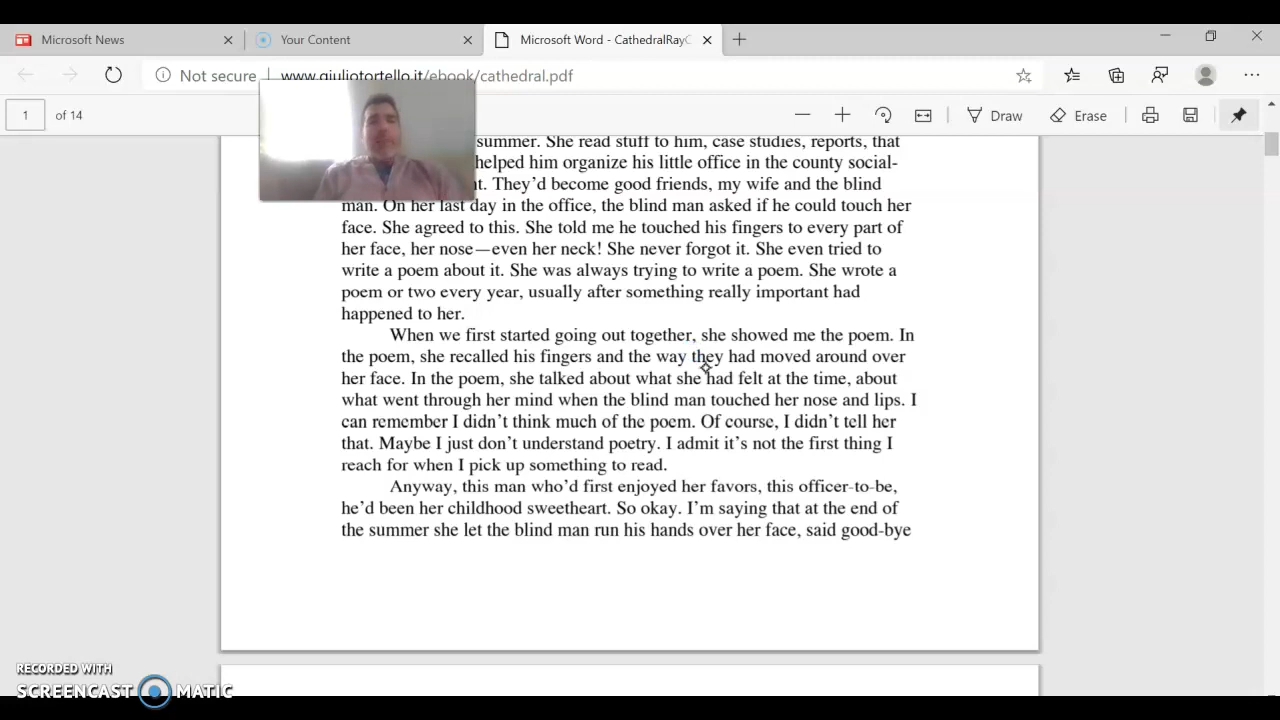 Microsoft News
Your Content
Microsoft Word - CathedralRayC
Not secure
www.giuliotortello.it/ebook/cathedral.pdf
1 of 14
Draw
Erase
summer. She read stuff to him, case studies, reports, that
helped him organize his little office in the county social-
They’d become good friends, my wife and the blind
man. On her last day in the office, the blind man asked if he could touch her
face. She agreed to this. She told me he touched his fingers to every part of
her face, her nose—even her neck! She never forgot it. She even tried to
write a poem about it. She was always trying to write a poem. She wrote a
poem or two every year, usually after something really important had
happened to her.
When we first started going out together, she showed me the poem. In
the poem, she recalled his fingers and the way they had moved around over
her face. In the poem, she talked about what she had felt at the time, about
what went through her mind when the blind man touched her nose and lips. I
can remember I didn’t think much of the poem. Of course, I didn’t tell her
that. Maybe I just don’t understand poetry. I admit it’s not the first thing I
reach for when I pick up something to read.
Anyway, this man who’d first enjoyed her favors, this officer-to-be,
he’d been her childhood sweetheart. So okay. I’m saying that at the end of
the summer she let the blind man run his hands over her face, said good-bye
RECORDED WITH
SCREENCAST MATIC